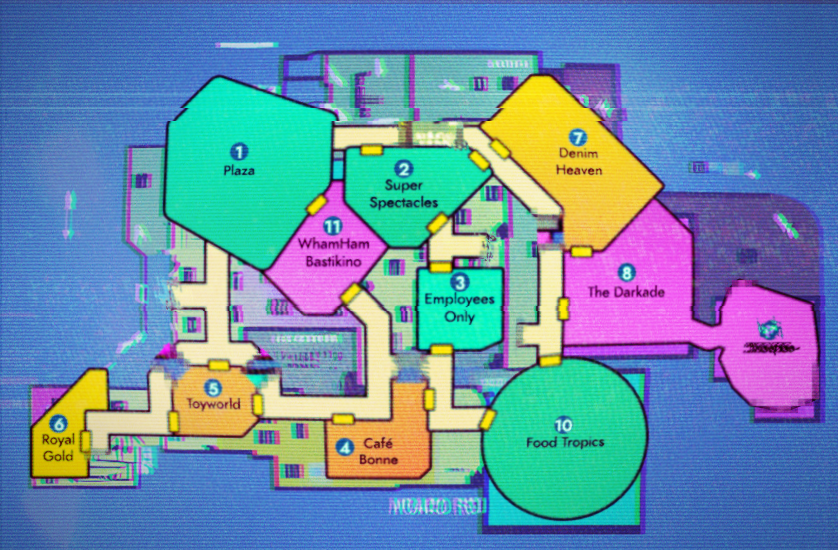 1
Plaza
2
Super
Spectacles
7
Denim
Heaven
11
WhamHam
Bastikino
3
Employees
Only
8
The Darkade
5
Toyworld
6
Royal
Gold
4
Café
Bonne
10
Food Tropics